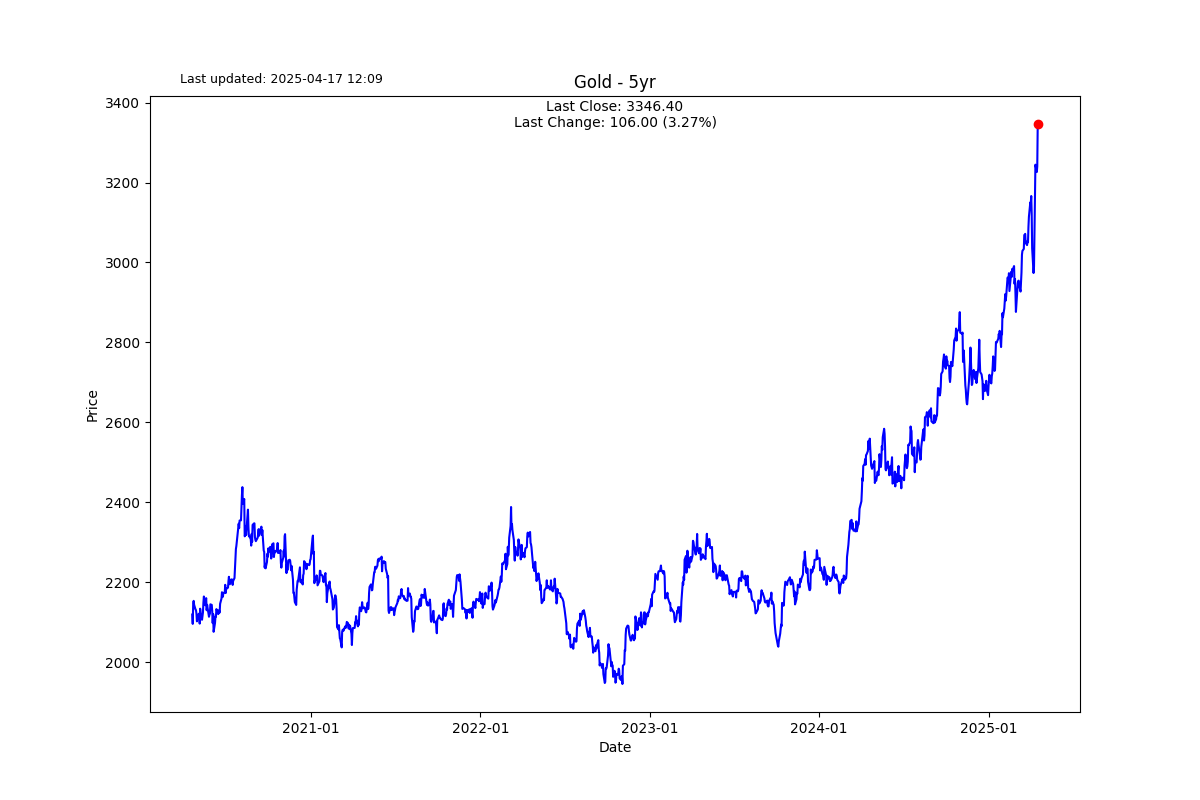 Last updated: 2025-04-17 12:09
Gold - 5yr
Last Close: 3346.40
Last Change: 106.00 (3.27%)
3400
3200
3000
2800
2600
2400
2200
2000
Price
2021-01 2022-01 2023-01 2024-01 2025-01
Date